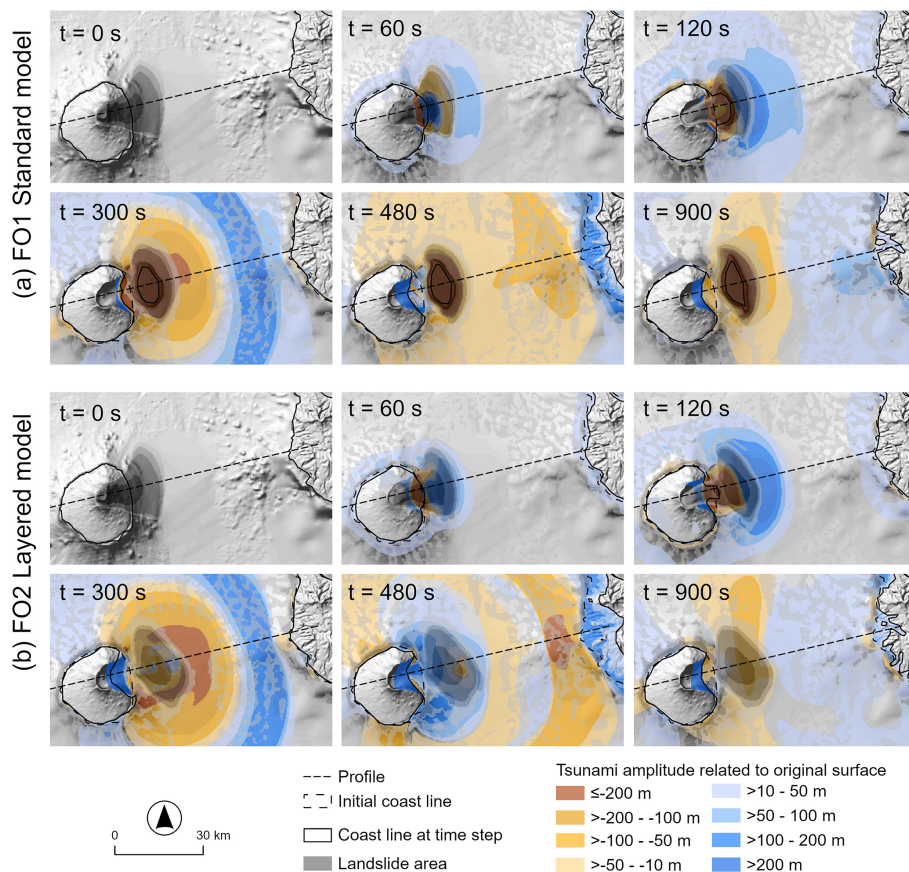 (a) FO1 Standard model
t = 0 s
t = 60 s
t = 120 s
t = 300 s
t = 480 s
t = 900 s
(b) FO2 Layered model
t = 0 s
t = 60 s
t = 120 s
t = 300 s
t = 480 s
t = 900 s
0 30 km
Profile
Initial coast line
Coast line at time step
Landslide area
Tsunami amplitude related to original surface
≤-200 m
>-200 - -100 m
>-100 - -50 m
>-50 - -10 m
>10 - 50 m
>50 - 100 m
>100 - 200 m
>200 m